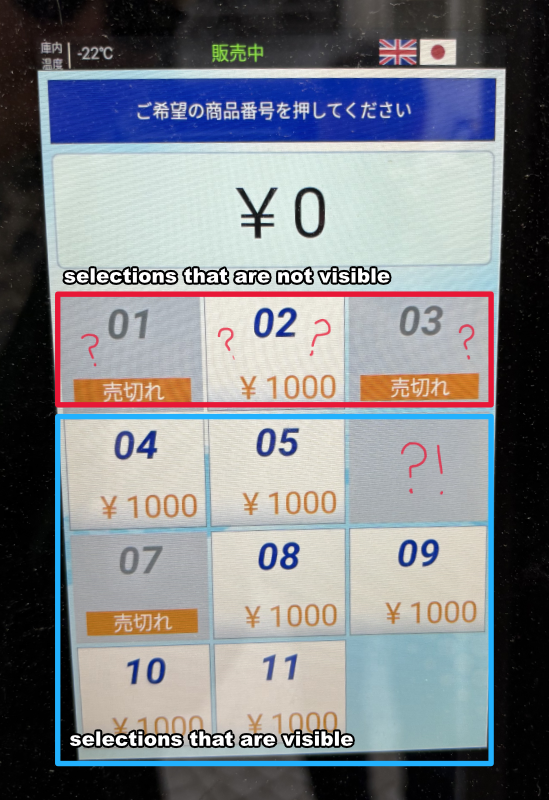 庫内
温度
-22℃
販売中
ご希望の商品番号を押してください
¥0
selections that are not visible
01 02 03
? ? ? ?
売切れ ¥1000 売切れ
04 05 ?!
¥1000 ¥1000
07 08 09
売切れ ¥1000 ¥1000
10 11
¥1000 ¥1000
selections that are visible